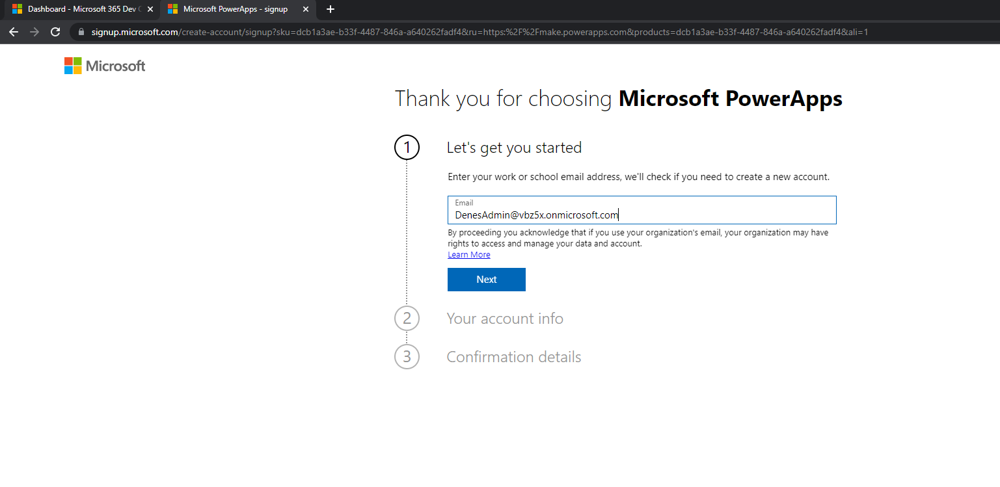 Dashboard - Microsoft 365 Dev C
Microsoft PowerApps - signup
signup.microsoft.com/create-account/signup?sku=dcb1a3ae-b33f-4487-846a-a640262fadf4&ru=https:%2F%2Fmake.powerapps.com&products=dcb1a3ae-b33f-4487-846a-a640262fadf4&ali=1
Microsoft
Thank you for choosing Microsoft PowerApps
1
Let's get you started
Enter your work or school email address, we'll check if you need to create a new account.
Email
DenesAdmin@vbz5x.onmicrosoft.com
By proceeding you acknowledge that if you use your organization's email, your organization may have
rights to access and manage your data and account.
Learn More
Next
2
Your account info
3
Confirmation details